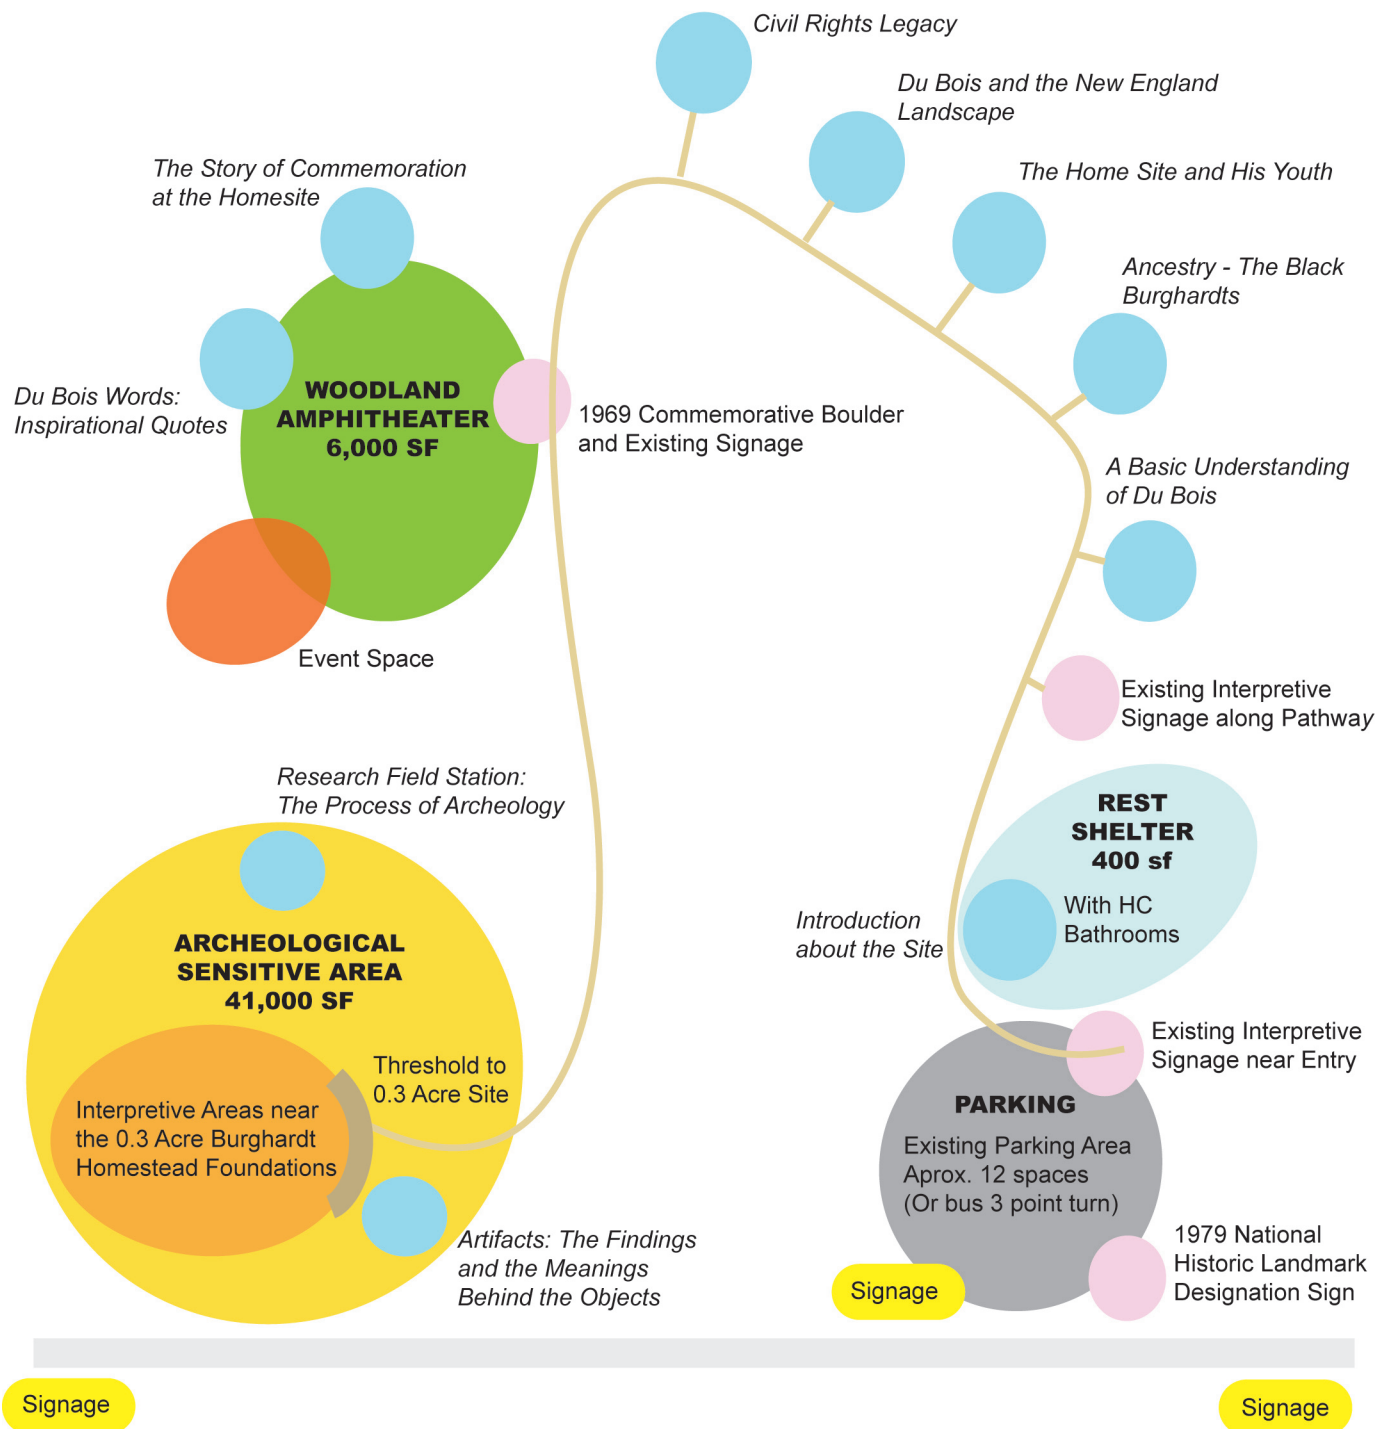 Civil Rights Legacy
Du Bois and the New England
Landscape
The Story of Commemoration
at the Homesite
The Home Site and His Youth
Ancestry - The Black
Burghardts
Du Bois Words:
Inspirational Quotes
WOODLAND
AMPHITHEATER
6,000 SF
1969 Commemorative Boulder
and Existing Signage
A Basic Understanding
of Du Bois
Event Space
Existing Interpretive
Signage along Pathway
Research Field Station:
The Process of Archeology
REST
SHELTER
400 sf
With HC
Bathrooms
Introduction
about the Site
ARCHEOLOGICAL
SENSITIVE AREA
41,000 SF
Existing Interpretive
Signage near Entry
Threshold to
0.3 Acre Site
Interpretive Areas near
the 0.3 Acre Burghardt
Homestead Foundations
PARKING
Existing Parking Area
Aprox. 12 spaces
(Or bus 3 point turn)
Artifacts: The Findings
and the Meanings
Behind the Objects
1979 National
Historic Landmark
Designation Sign
Signage
Signage
Signage